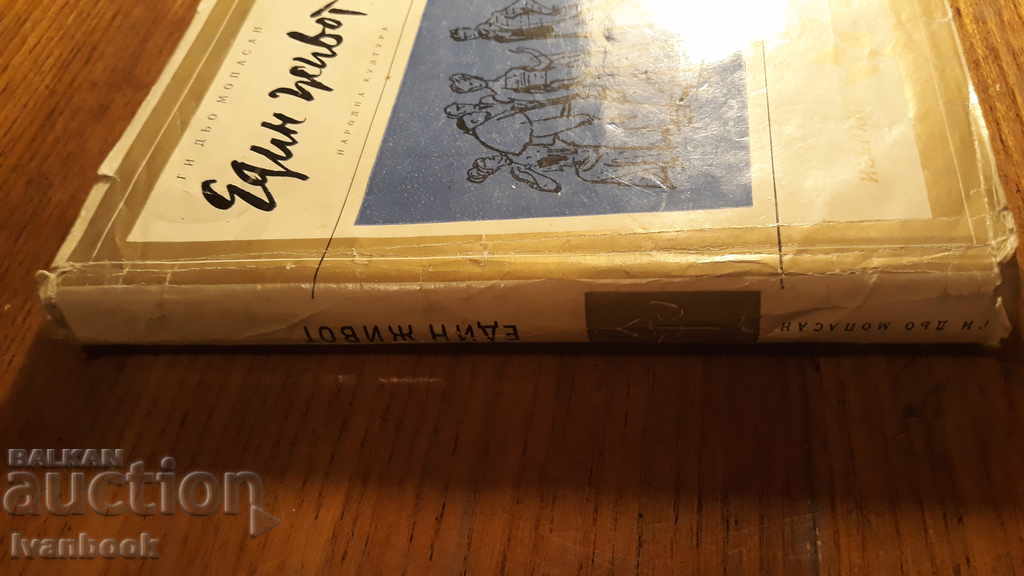 ГИ ДЬО МОПАСАН
Един живот
НАРОДНА КУЛТУРА
ЕДИН ЖИВОТ
ГИ ДЬО МОПАСАН
BALKAN
auction
Ivanbook